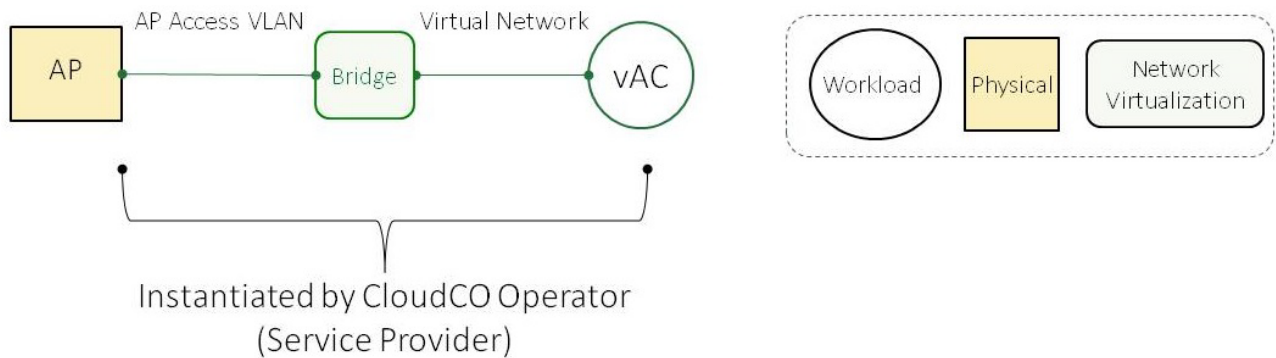 AP Access VLAN
Virtual Network
AP
Bridge
vAC
Instantiated by CloudCO Operator
(Service Provider)
Workload
Physical
Network
Virtualization